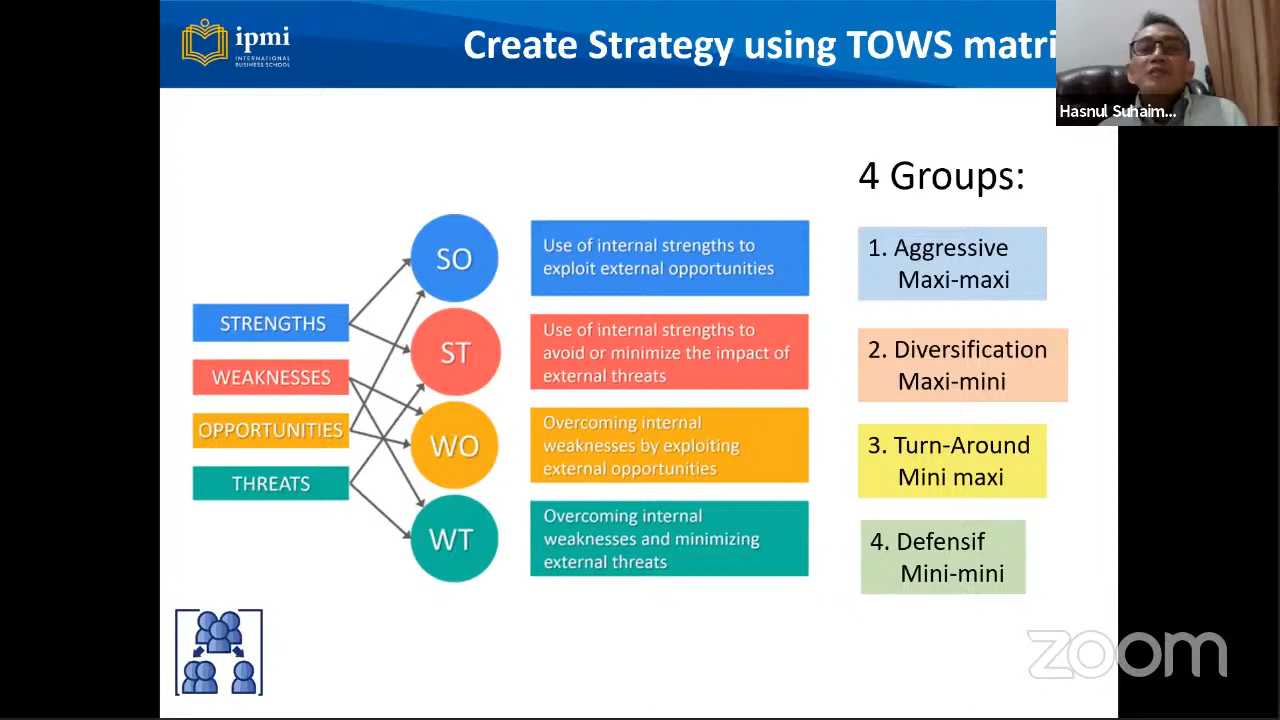 ipmi
INTERNATIONAL
BUSINESS SCHOOL
Create Strategy using TOWS matri
Hasnul Suhaim...
4 Groups:
STRENGTHS
WEAKNESSES
OPPORTUNITIES
THREATS
SO
Use of internal strengths to
exploit external opportunities
1. Aggressive
Maxi-maxi
ST
Use of internal strengths to
avoid or minimize the impact of
external threats
2. Diversification
Maxi-mini
WO
Overcoming internal
weaknesses by exploiting
external opportunities
3. Turn-Around
Mini maxi
WT
Overcoming internal
weaknesses and minimizing
external threats
4. Defensif
Mini-mini
zoom